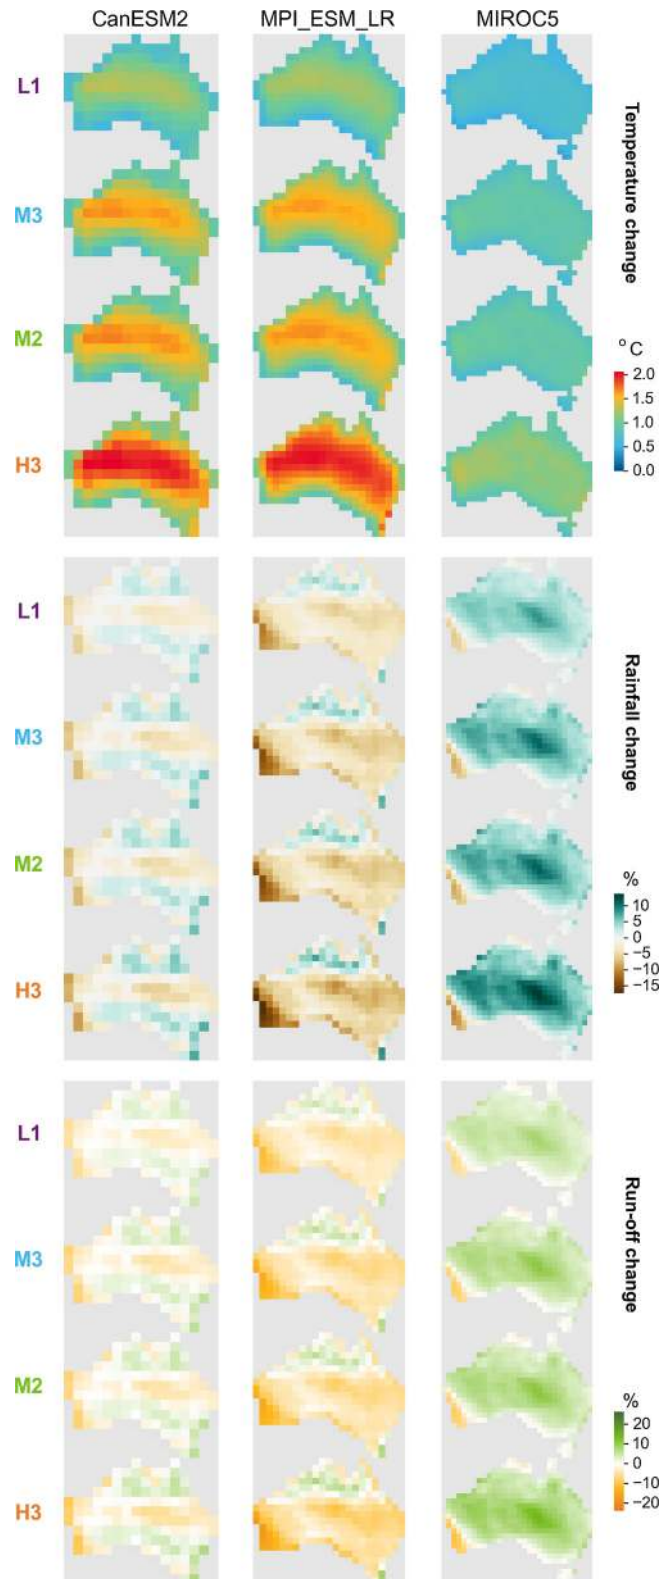 CanESM2 MPI_ESM_LR MIROC5
L1
M3
M2
H3
Temperature change
°C
2.0
1.5
1.0
0.5
0.0
L1
M3
M2
H3
Rainfall change
%
10
5
0
−5
−10
−15
L1
M3
M2
H3
Run-off change
%
20
10
0
−10
−20